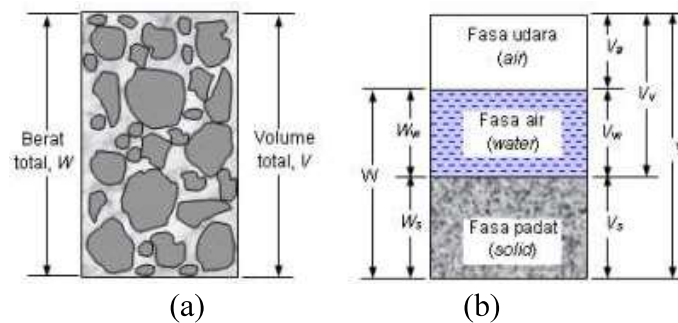 Berat
total, W
Volume
total, V
(a)
Fasa udara
(air)
Fasa air
(water)
Fasa padat
(solid)
W
Ww
Ws
Va
Vw
Vs
Vv
(b)